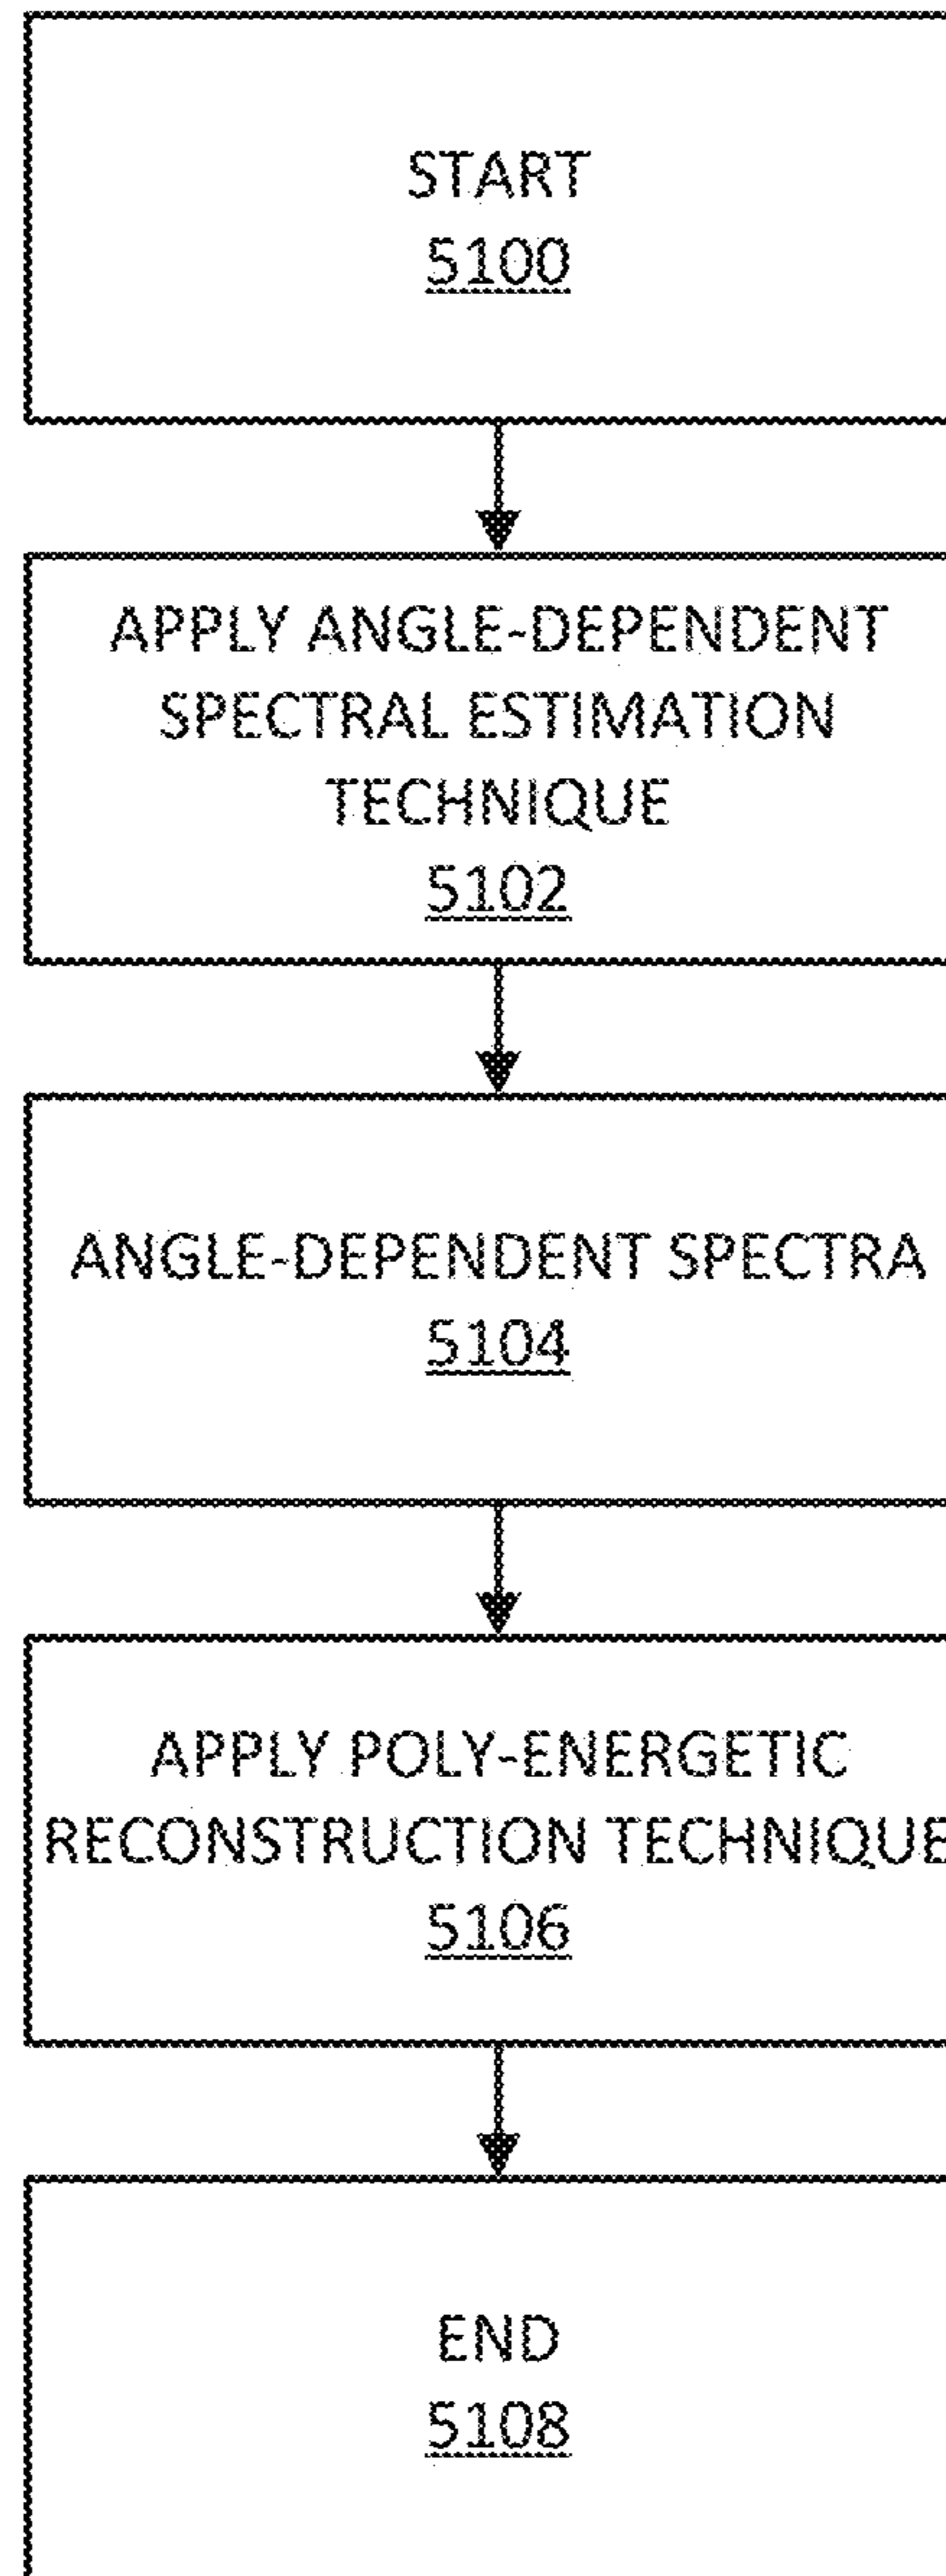 START
5100
APPLY ANGLE-DEPENDENT
SPECTRAL ESTIMATION
TECHNIQUE
5102
ANGLE-DEPENDENT SPECTRA
5104
APPLY POLY-ENERGETIC
RECONSTRUCTION TECHNIQUE
5106
END
5108